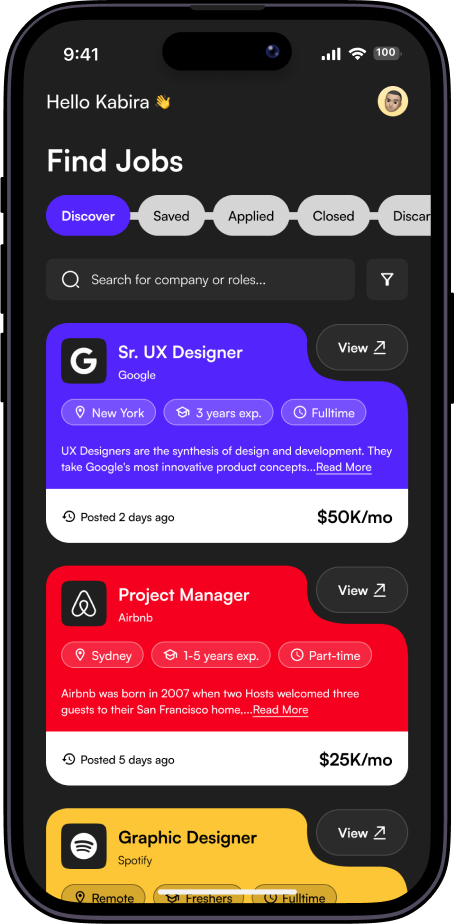 9:41
100
Hello Kabira 👋
Find Jobs
Discover Saved Applied Closed Discar
Search for company or roles...
Sr. UX Designer
View
Google
New York 3 years exp. Fulltime
UX Designers are the synthesis of design and development. They
take Google's most innovative product concepts...Read More
Posted 2 days ago $50K/mo
Project Manager
View
Airbnb
Sydney 1-5 years exp. Part-time
Airbnb was born in 2007 when two Hosts welcomed three
guests to their San Francisco home,...Read More
Posted 5 days ago $25K/mo
Graphic Designer
View
Spotify
Remote Freshers Fulltime